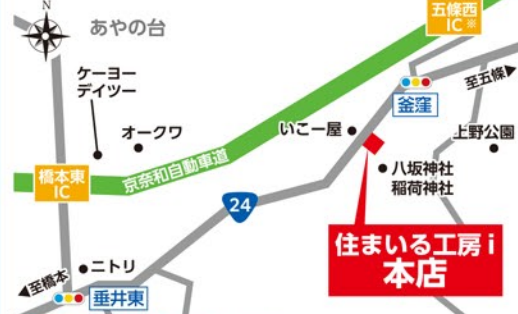 五條西
IC※
あやの台
至五條
ケーヨー
デイツー
釜窪
オークワ
いこー屋
上野公園
京奈和自動車道
橋本東
IC
八坂神社
稲荷神社
24
住まいる工房i
本店
ニトリ
至橋本
垂井東